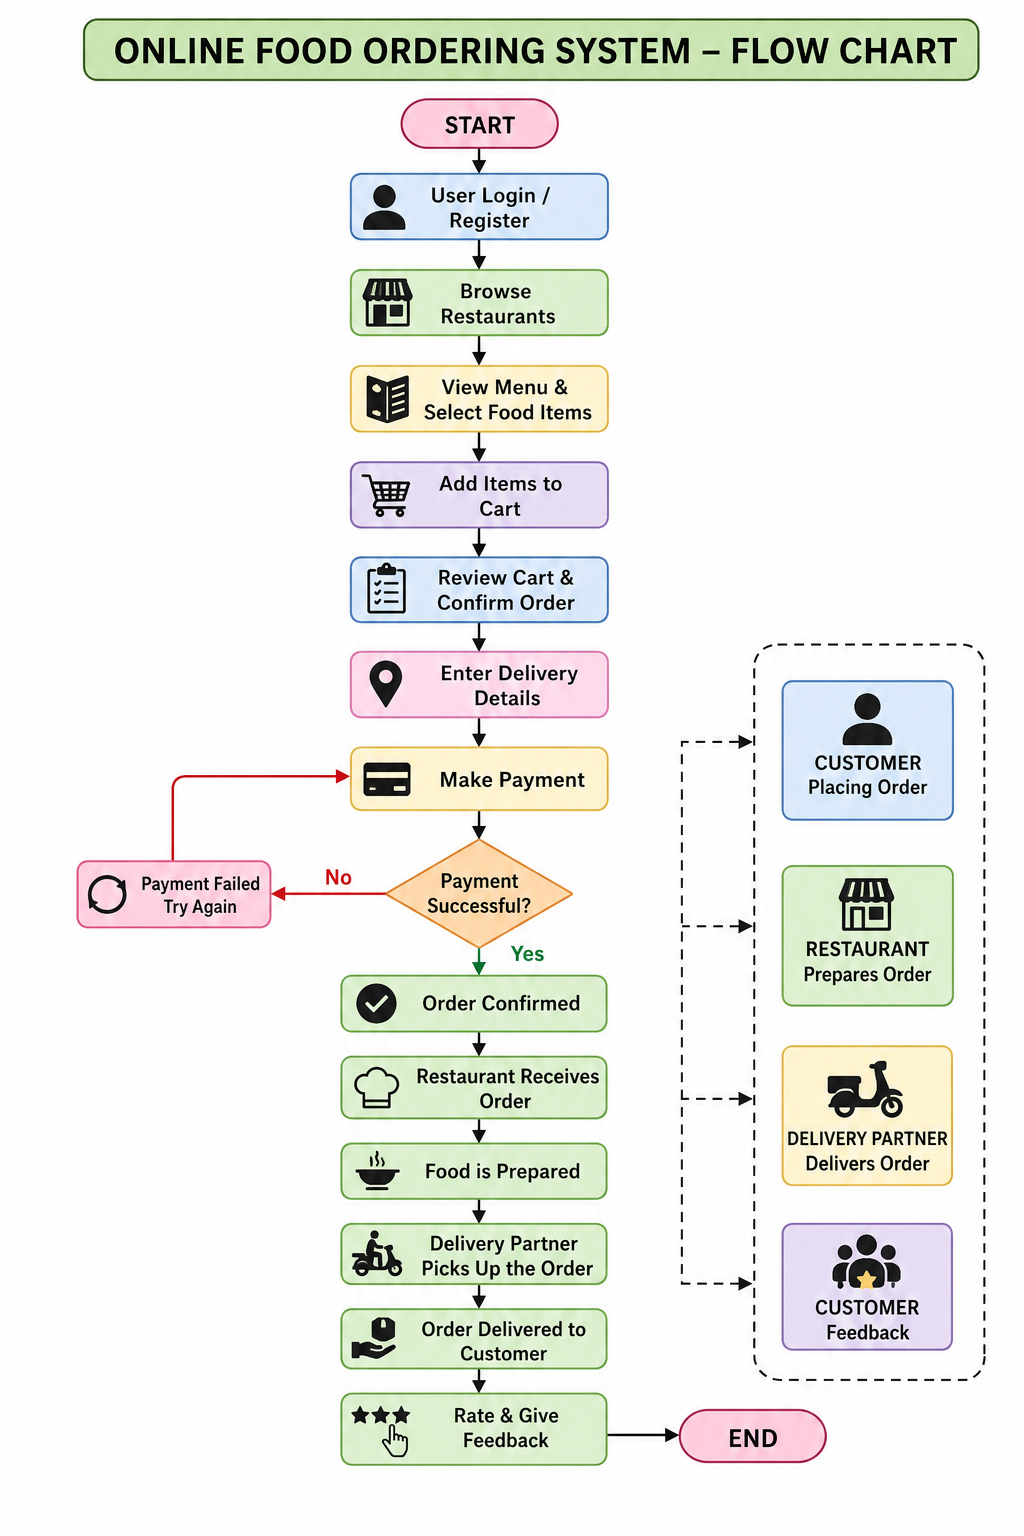 ONLINE FOOD ORDERING SYSTEM – FLOW CHART
START
User Login /
Register
Browse
Restaurants
View Menu &
Select Food Items
Add Items to
Cart
Review Cart &
Confirm Order
Enter Delivery
Details
Make Payment
Payment
Successful?
No
Payment Failed
Try Again
Yes
Order Confirmed
Restaurant Receives
Order
Food is Prepared
Delivery Partner
Picks Up the Order
Order Delivered to
Customer
Rate & Give
Feedback
END
CUSTOMER
Placing Order
RESTAURANT
Prepares Order
DELIVERY PARTNER
Delivers Order
CUSTOMER
Feedback